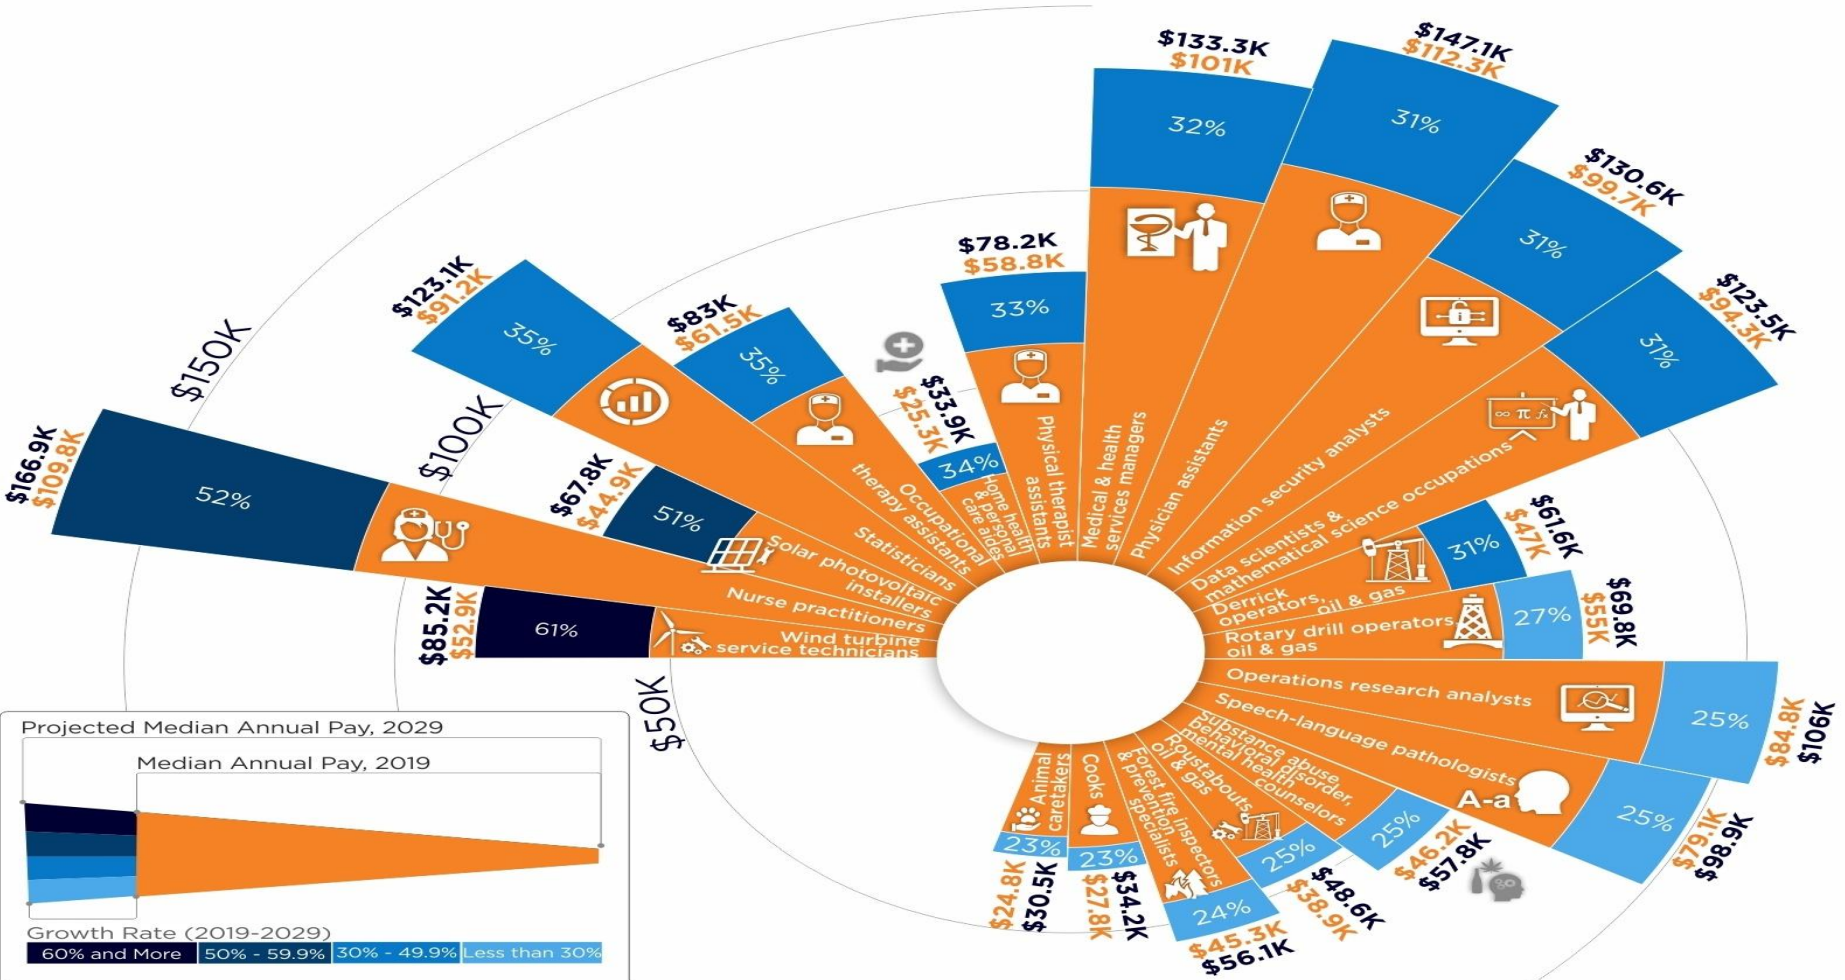 $133.3K
$101K
32%
Medical & health
services managers
$147.1K
$112.3K
31%
Physician assistants
$130.6K
$99.7K
31%
Information security analysts
$123.5K
$94.3K
31%
∞ π fx
Data scientists &
mathematical science occupations
$61.6K
$47K
31%
Derrick
operators,
oil & gas
$69.8K
$55K
27%
Rotary drill operators,
oil & gas
Operations research analysts
25%
$84.8K
$106K
Speech-language pathologists
A-a
25%
$79.1K
$98.9K
Substance abuse,
behavioral disorder,
mental health
counselors
25%
$46.2K
$57.8K
Roustabouts,
oil & gas
25%
$38.9K
$48.6K
Forest fire inspectors
& prevention
specialists
24%
$45.3K
$56.1K
Cooks
23%
$27.8K
$34.2K
Animal
caretakers
23%
$24.8K
$30.5K
$85.2K
$52.9K
61%
Wind turbine
service technicians
$166.9K
$109.8K
52%
Nurse practitioners
$67.8K
$44.9K
51%
Solar photovoltaic
installers
$123.1K
$91.2K
35%
Statisticians
$83K
$61.5K
35%
Occupational
therapy assistants
$33.9K
$25.3K
34%
Home health
& personal
care aides
$78.2K
$58.8K
33%
Physical therapist
assistants
$150K
$100K
$50K
Projected Median Annual Pay, 2029
Median Annual Pay, 2019
Growth Rate (2019-2029)
60% and More
50% - 59.9%
30% - 49.9%
Less than 30%